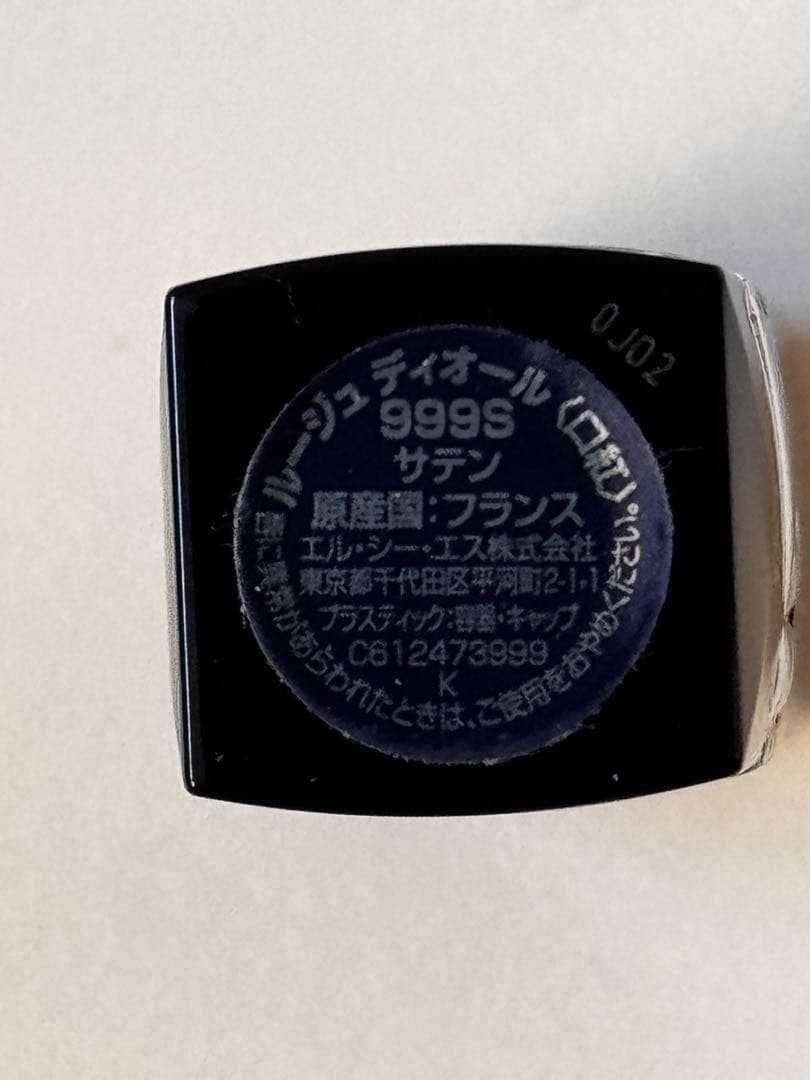 0J02
ルージュ ディオール〈口紅〉
999S
サテン
原産国:フランス
エル・シー・エス株式会社
東京都千代田区平河町2-1-1
プラスティック:容器・キャップ
C612473999
K
唇に異常があらわれたときは、ご使用をおやめください。